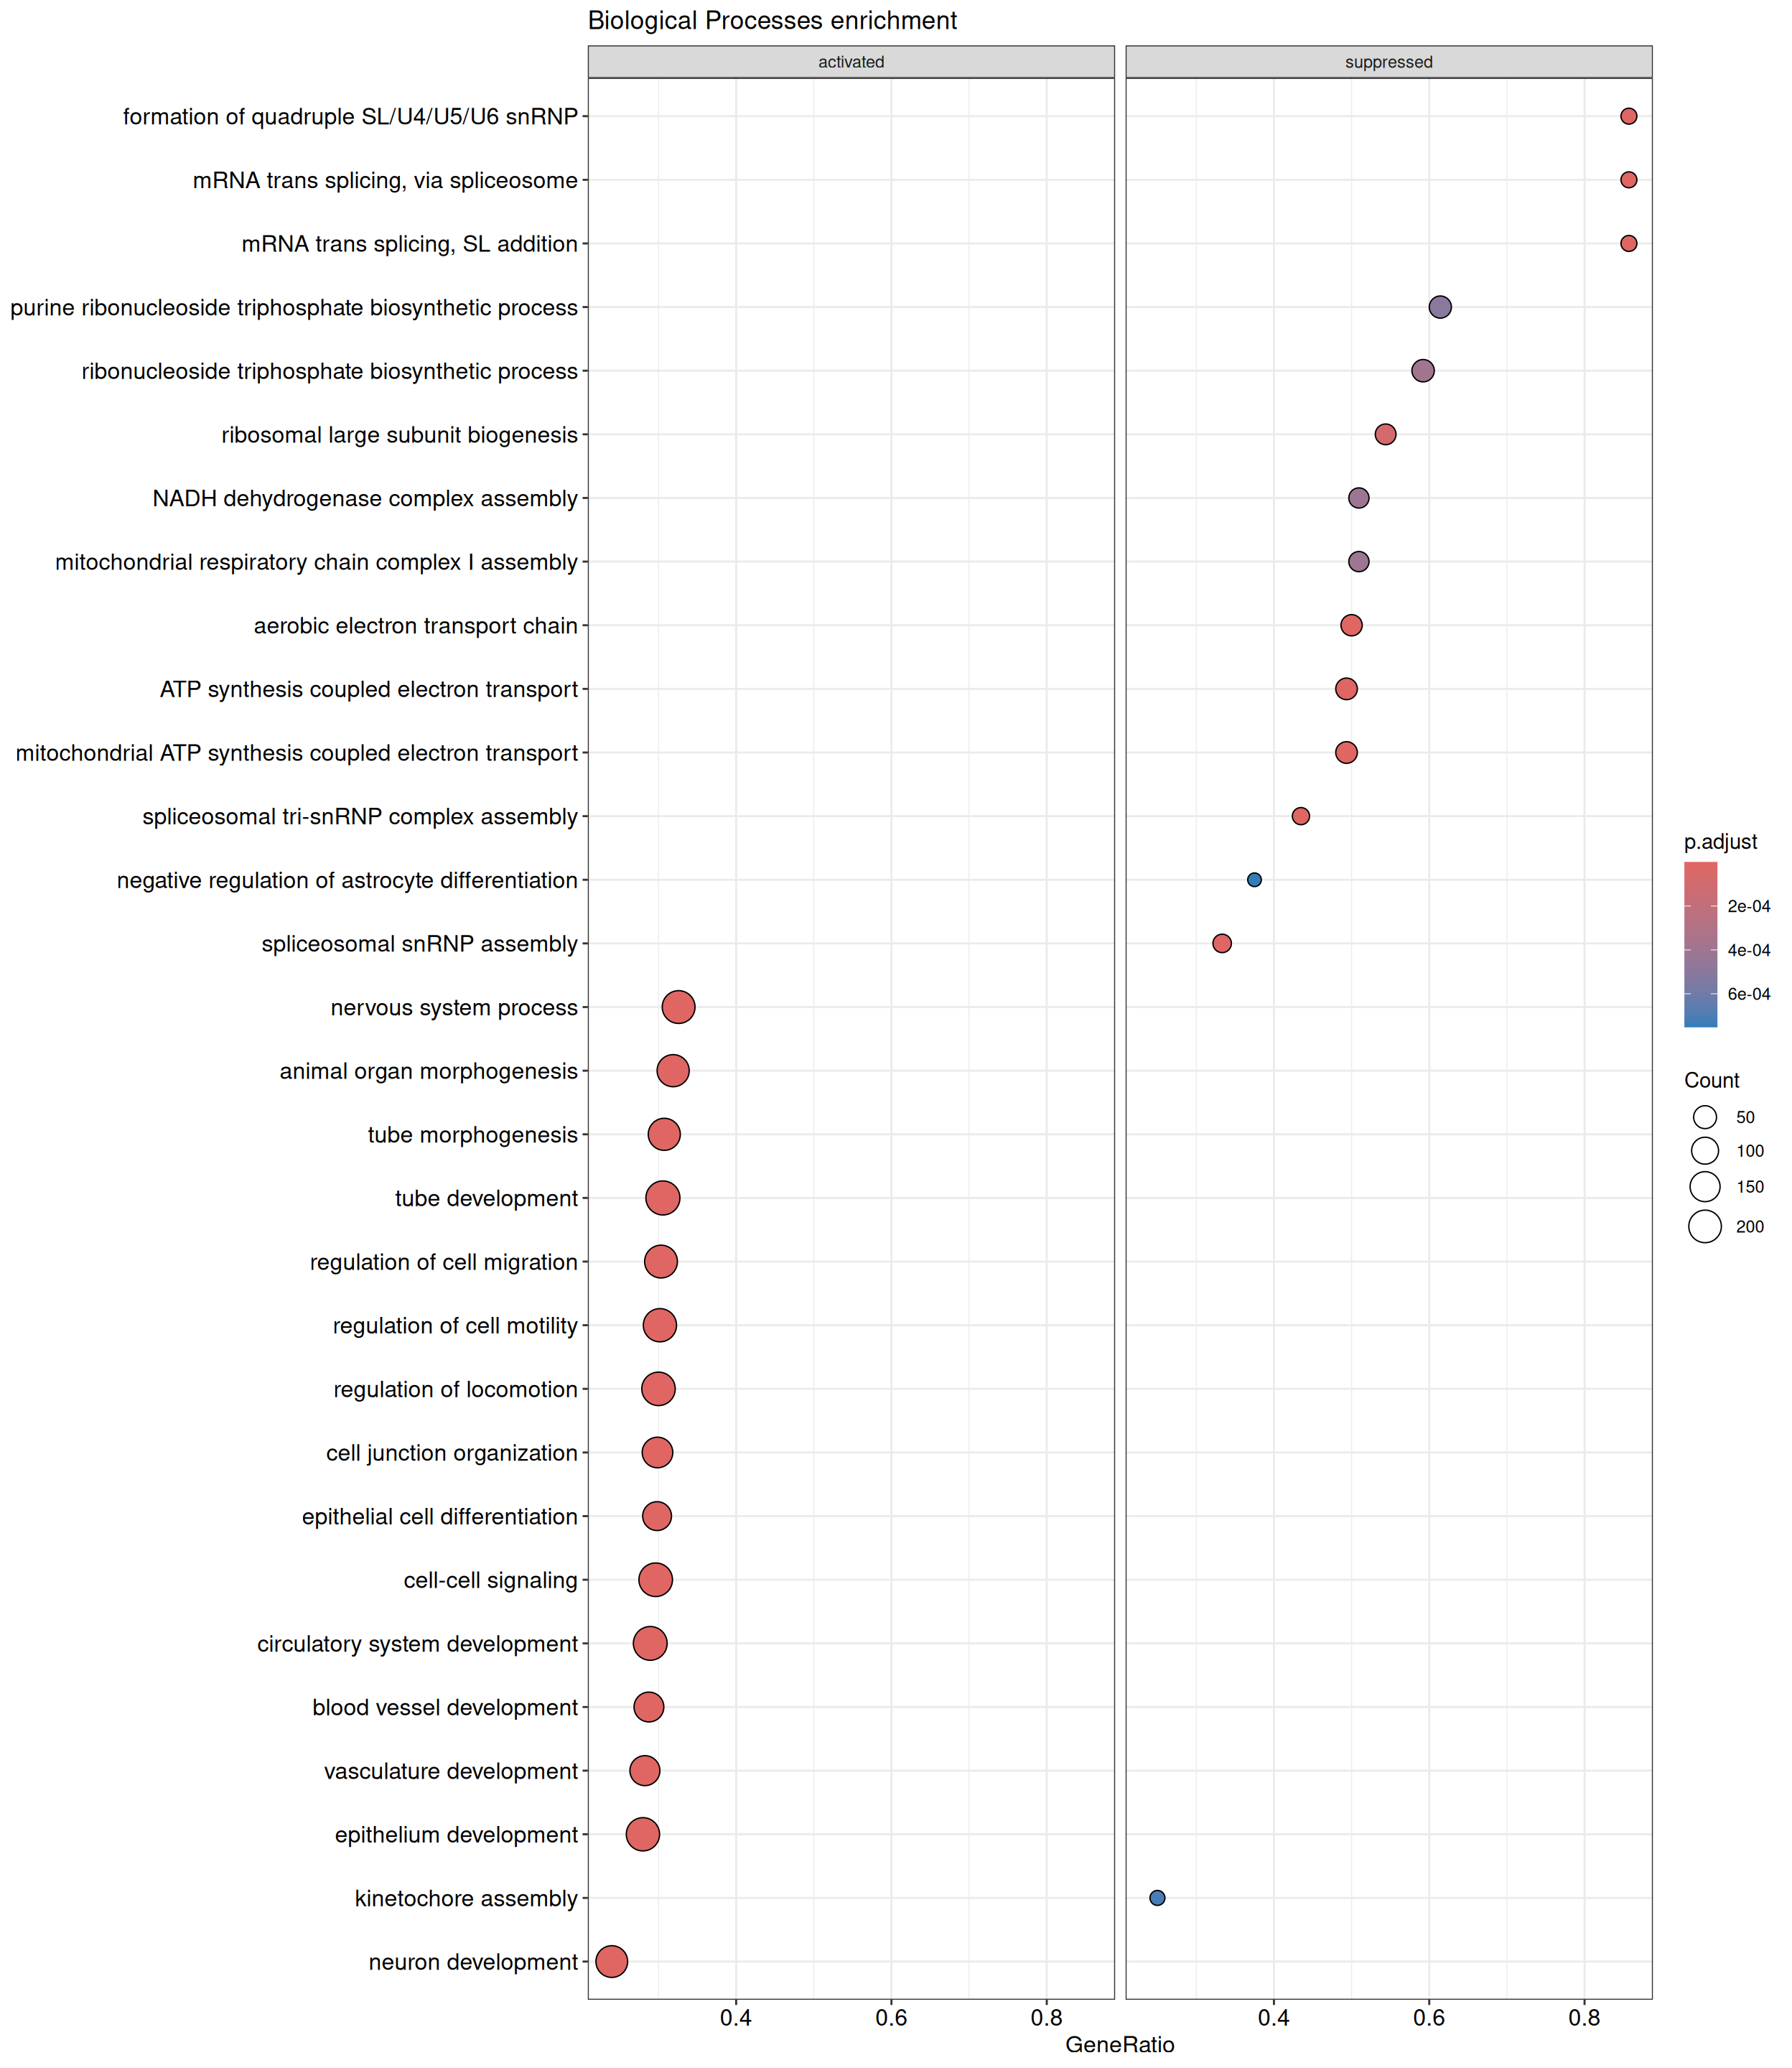 Biological Processes enrichment
activated
suppressed
formation of quadruple SL/U4/U5/U6 snRNP
mRNA trans splicing, via spliceosome
mRNA trans splicing, SL addition
purine ribonucleoside triphosphate biosynthetic process
ribonucleoside triphosphate biosynthetic process
ribosomal large subunit biogenesis
NADH dehydrogenase complex assembly
mitochondrial respiratory chain complex I assembly
aerobic electron transport chain
ATP synthesis coupled electron transport
mitochondrial ATP synthesis coupled electron transport
spliceosomal tri-snRNP complex assembly
negative regulation of astrocyte differentiation
spliceosomal snRNP assembly
nervous system process
animal organ morphogenesis
tube morphogenesis
tube development
regulation of cell migration
regulation of cell motility
regulation of locomotion
cell junction organization
epithelial cell differentiation
cell-cell signaling
circulatory system development
blood vessel development
vasculature development
epithelium development
kinetochore assembly
neuron development
0.4 0.6 0.8
0.4 0.6 0.8
GeneRatio
p.adjust
2e-04
4e-04
6e-04
Count
50
100
150
200